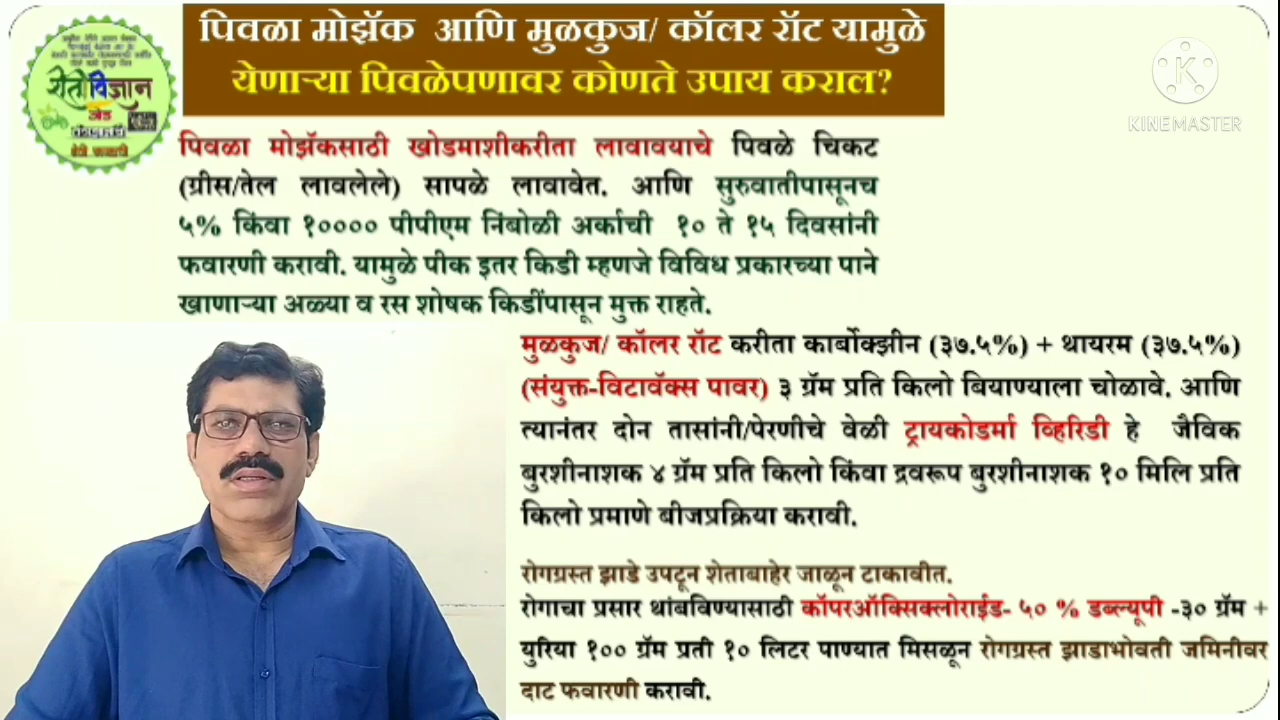 पिवळा मोझॅक आणि मुळकुज/ कॉलर रॉट यामुळे
येणाऱ्या पिवळेपणावर कोणते उपाय कराल?
शेतीविज्ञान
KINEMASTER
पिवळा मोझॅकसाठी खोडमाशीकरीता लावावयाचे पिवळे चिकट
(ग्रीस/तेल लावलेले) सापळे लावावेत. आणि सुरुवातीपासूनच
५% किंवा १०००० पीपीएम निंबोळी अर्काची १० ते १५ दिवसांनी
फवारणी करावी. यामुळे पीक इतर किडी म्हणजे विविध प्रकारच्या पाने
खाणाऱ्या अळ्या व रस शोषक किडींपासून मुक्त राहते.
मुळकुज/ कॉलर रॉट करीता कार्बोक्झीन (३७.५%) + थायरम (३७.५%)
(संयुक्त-विटावॅक्स पावर) ३ ग्रॅम प्रति किलो बियाण्याला चोळावे. आणि
त्यानंतर दोन तासांनी/पेरणीचे वेळी ट्रायकोडर्मा व्हिरिडी हे जैविक
बुरशीनाशक ४ ग्रॅम प्रति किलो किंवा द्रवरूप बुरशीनाशक १० मिलि प्रति
किलो प्रमाणे बीजप्रक्रिया करावी.
रोगग्रस्त झाडे उपटून शेताबाहेर जाळून टाकावीत.
रोगाचा प्रसार थांबविण्यासाठी कॉपरऑक्सिक्लोराईड- ५० % डब्ल्यूपी -३० ग्रॅम +
युरिया १०० ग्रॅम प्रती १० लिटर पाण्यात मिसळून रोगग्रस्त झाडाभोवती जमिनीवर
दाट फवारणी करावी.